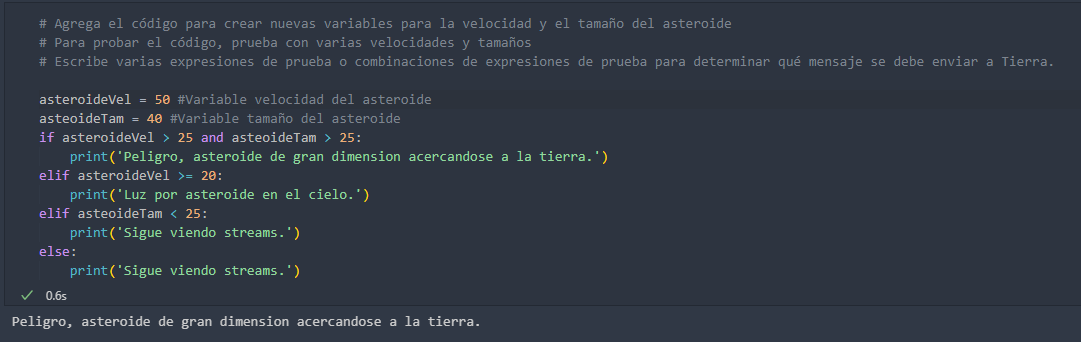 # Agrega el código para crear nuevas variables para la velocidad y el tamaño del asteroide
# Para probar el código, prueba con varias velocidades y tamaños
# Escribe varias expresiones de prueba o combinaciones de expresiones de prueba para determinar qué mensaje se debe enviar a Tierra.

asteroideVel = 50 #Variable velocidad del asteroide
asteoideTam = 40 #Variable tamaño del asteroide
if asteroideVel > 25 and asteoideTam > 25:
    print('Peligro, asteroide de gran dimension acercandose a la tierra.')
elif asteroideVel >= 20:
    print('Luz por asteroide en el cielo.')
elif asteoideTam < 25:
    print('Sigue viendo streams.')
else:
    print('Sigue viendo streams.')
✓ 0.6s
Peligro, asteroide de gran dimension acercandose a la tierra.